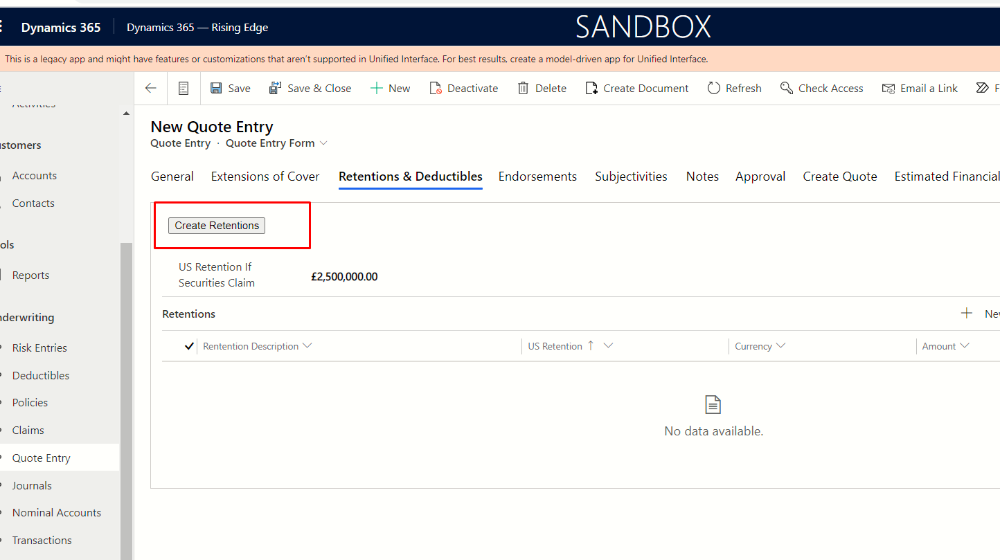 Dynamics 365 Dynamics 365 — Rising Edge SANDBOX
This is a legacy app and might have features or customizations that aren't supported in Unified Interface. For best results, create a model-driven app for Unified Interface.
Save Save & Close New Deactivate Delete Create Document Refresh Check Access Email a Link F
Activities
stomers
Accounts
Contacts
ols
Reports
nderwriting
Risk Entries
Deductibles
Policies
Claims
Quote Entry
Journals
Nominal Accounts
Transactions
New Quote Entry
Quote Entry · Quote Entry Form
General Extensions of Cover Retentions & Deductibles Endorsements Subjectivities Notes Approval Create Quote Estimated Financial
Create Retentions
US Retention If
Securities Claim
£2,500,000.00
Retentions New
Rentention Description US Retention ↑ Currency Amount
No data available.